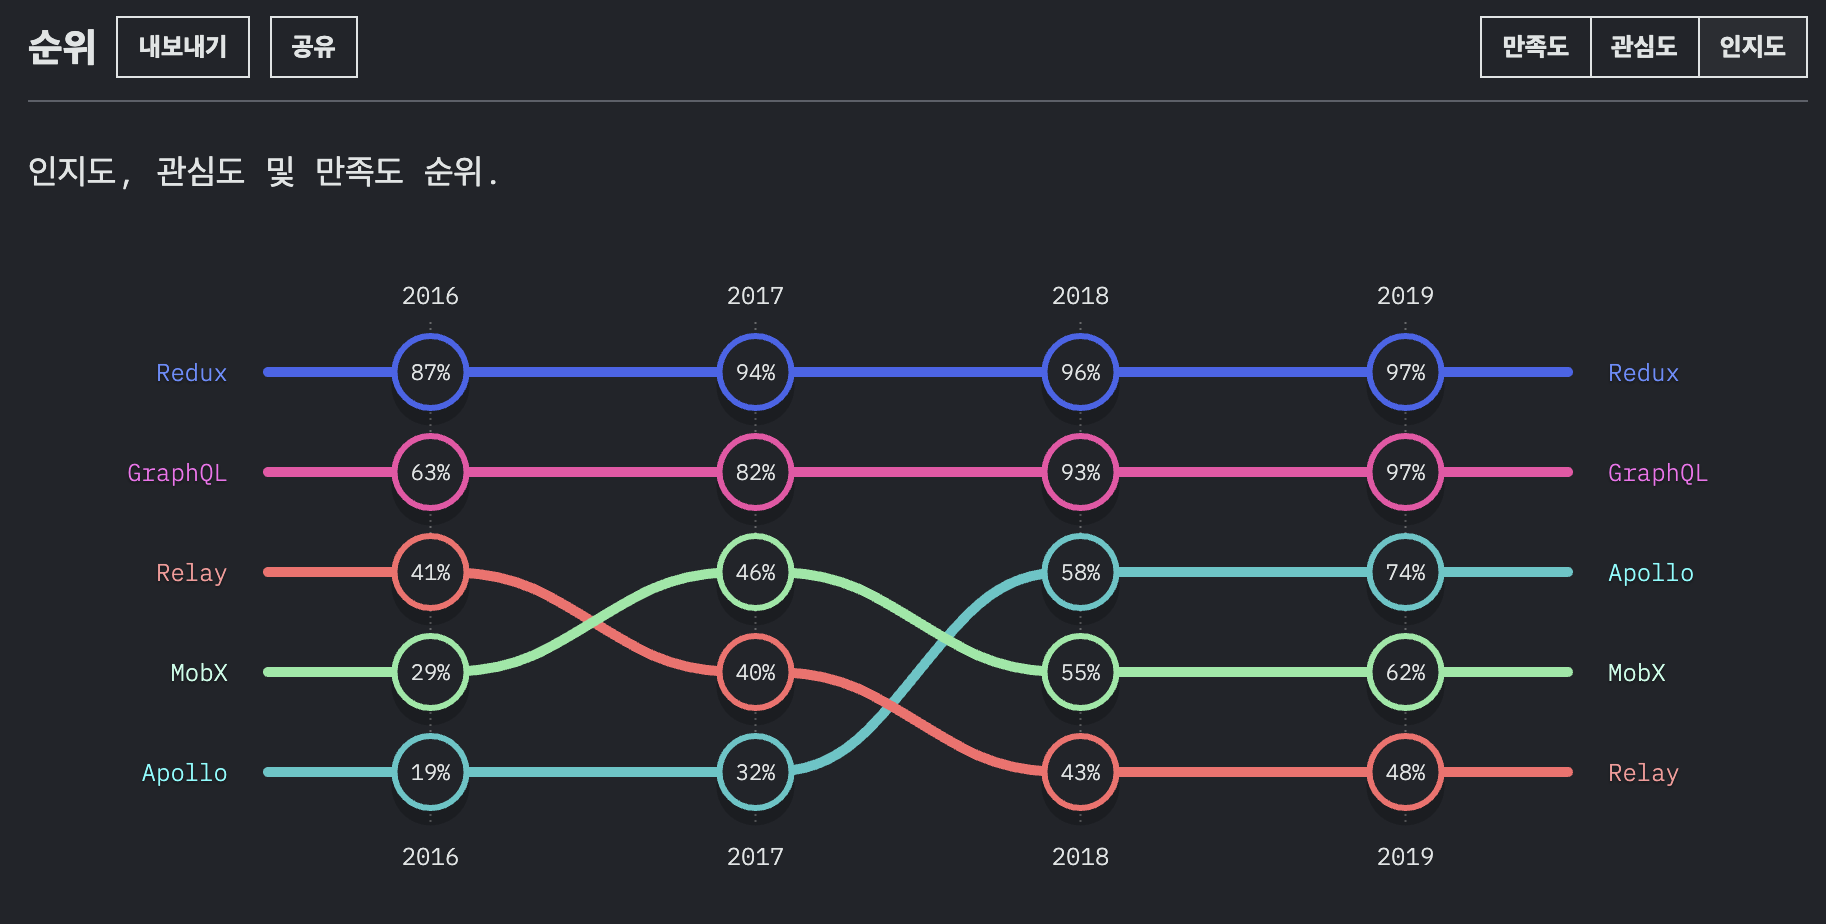 순위 내보내기 공유 만족도 관심도 인지도
인지도, 관심도 및 만족도 순위.
2016 2017 2018 2019
Redux 87% 94% 96% 97% Redux
GraphQL 63% 82% 93% 97% GraphQL
Relay 41% 46% 58% 74% Apollo
MobX 29% 40% 55% 62% MobX
Apollo 19% 32% 43% 48% Relay
2016 2017 2018 2019